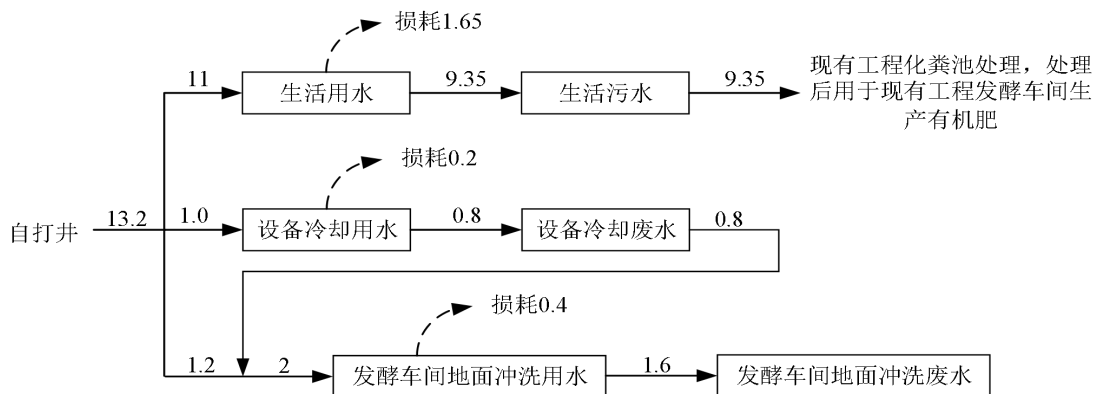 损耗1.65
11
生活用水
9.35
生活污水
9.35
现有工程化粪池处理，处理
后用于现有工程发酵车间生
产有机肥
损耗0.2
自打井
13.2
1.0
设备冷却用水
0.8
设备冷却废水
0.8
损耗0.4
1.2
2
发酵车间地面冲洗用水
1.6
发酵车间地面冲洗废水